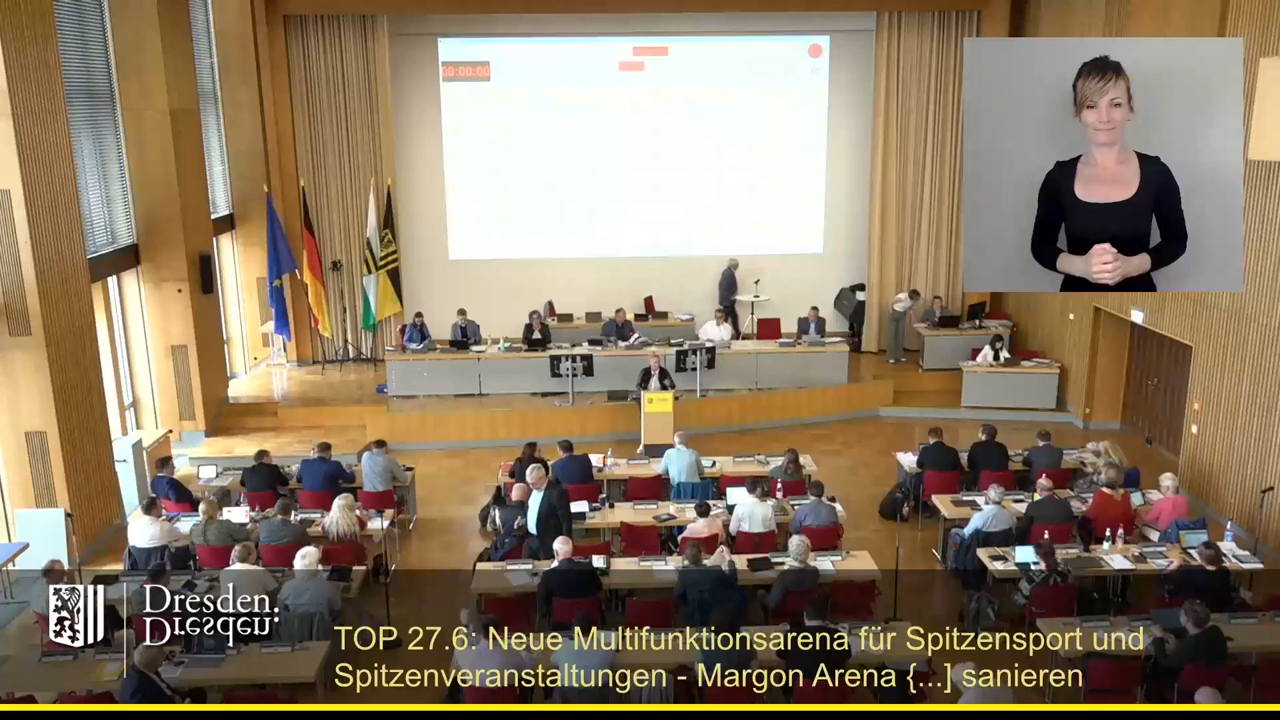 00:00:00
Dresden.
Dresden.
TOP 27.6: Neue Multifunktionsarena für Spitzensport und
Spitzenveranstaltungen - Margon Arena {...] sanieren